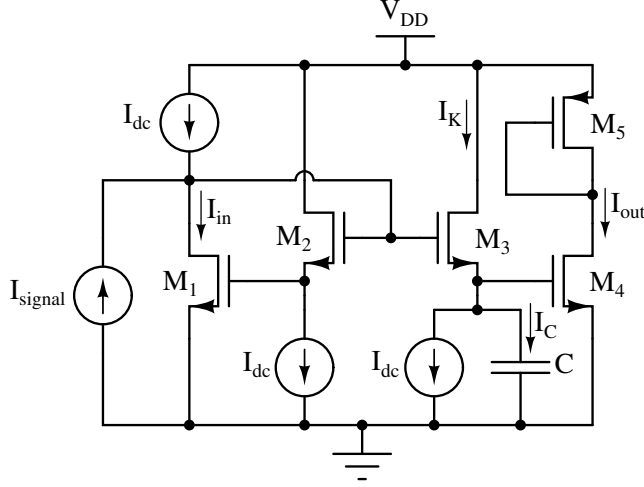 V_DD
I_dc
I_K
M_5
I_in
I_out
M_2
M_3
M_1
M_4
I_signal
I_C
I_dc
I_dc
C